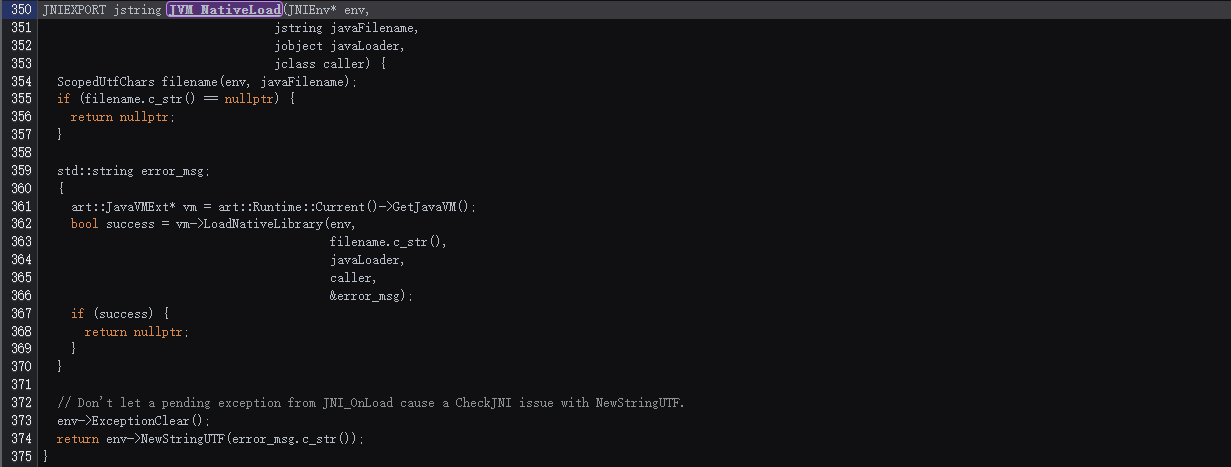 350 JNIEXPORT jstring JVM_NativeLoad(JNIEnv* env,
351 jstring javaFilename,
352 jobject javaLoader,
353 jclass caller) {
354 ScopedUtfChars filename(env, javaFilename);
355 if (filename.c_str() == nullptr) {
356 return nullptr;
357 }
358
359 std::string error_msg;
360 {
361 art::JavaVMExt* vm = art::Runtime::Current()->GetJavaVM();
362 bool success = vm->LoadNativeLibrary(env,
363 filename.c_str(),
364 javaLoader,
365 caller,
366 &error_msg);
367 if (success) {
368 return nullptr;
369 }
370 }
371
372 // Don't let a pending exception from JNI_OnLoad cause a CheckJNI issue with NewStringUTF.
373 env->ExceptionClear();
374 return env->NewStringUTF(error_msg.c_str());
375 }